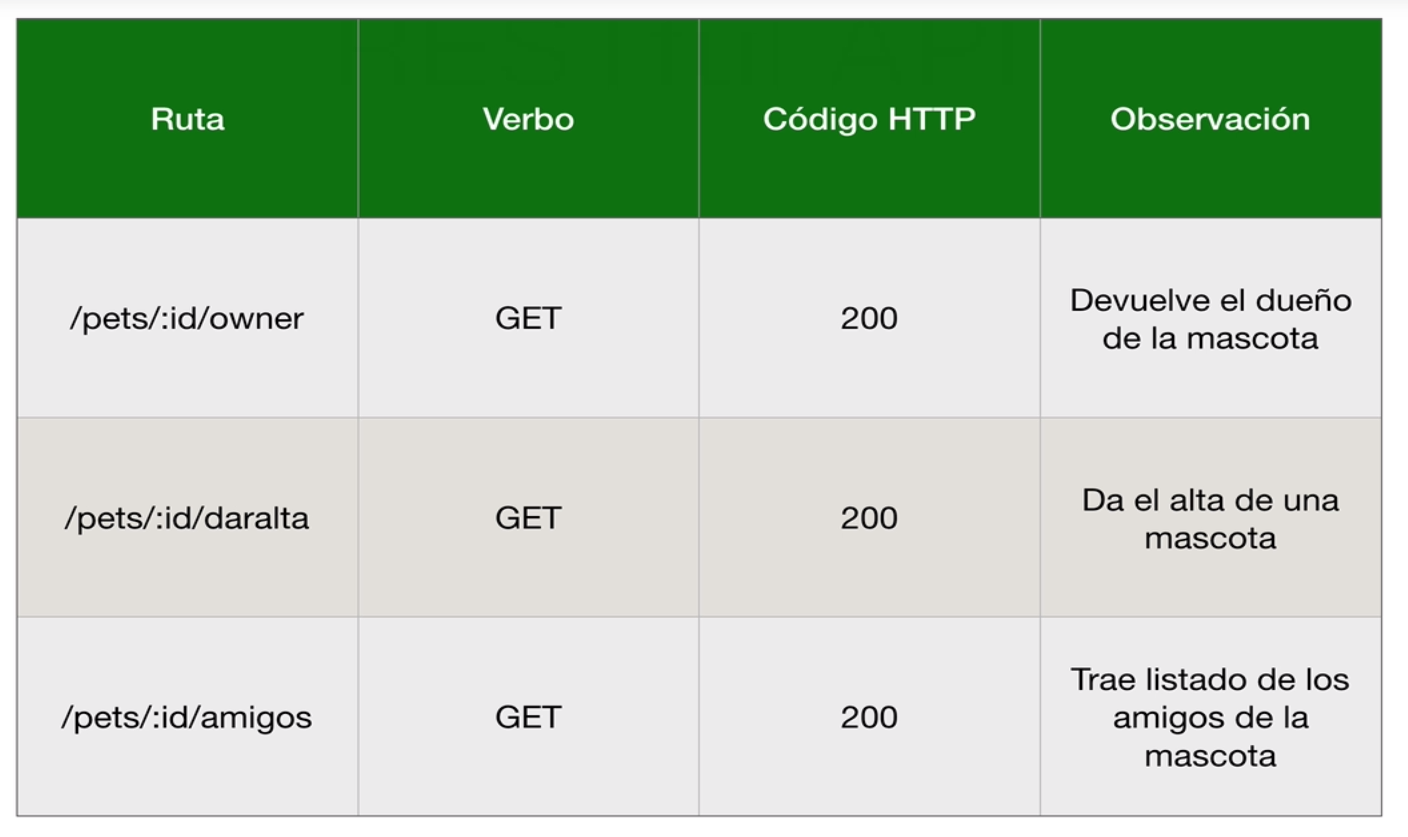 Ruta Verbo Código HTTP Observación
/pets/:id/owner GET 200 Devuelve el dueño
de la mascota
/pets/:id/daralta GET 200 Da el alta de una
mascota
/pets/:id/amigos GET 200 Trae listado de los
amigos de la
mascota